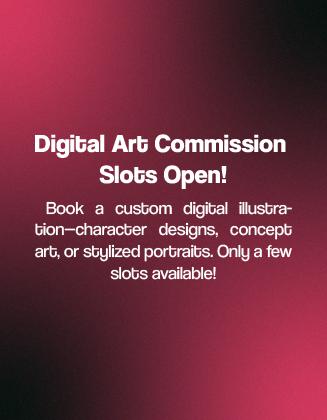 Digital Art Commission
Slots Open!
Book a custom digital illustra-
tion—character designs, concept
art, or stylized portraits. Only a few
slots available!